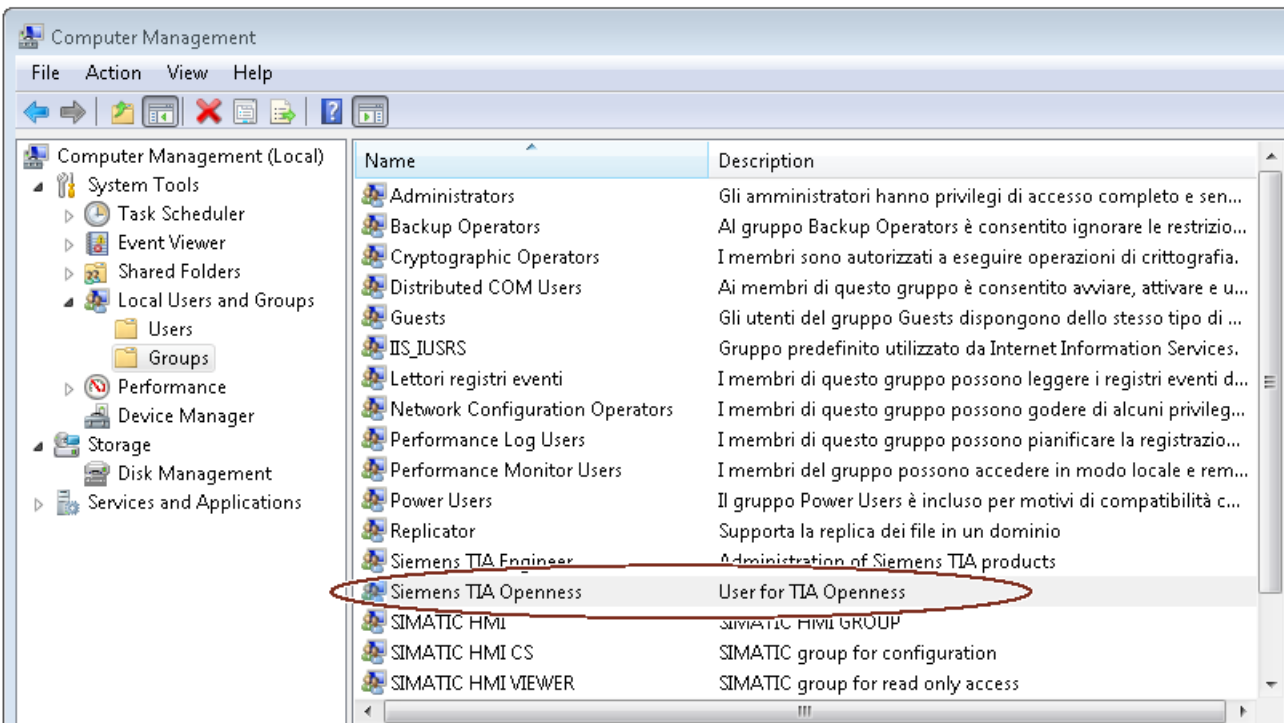 Computer Management
File Action View Help
Computer Management (Local)
System Tools
Task Scheduler
Event Viewer
Shared Folders
Local Users and Groups
Users
Groups
Performance
Device Manager
Storage
Disk Management
Services and Applications
Name Description
Administrators Gli amministratori hanno privilegi di accesso completo e sen...
Backup Operators Al gruppo Backup Operators è consentito ignorare le restrizio...
Cryptographic Operators I membri sono autorizzati a eseguire operazioni di crittografia.
Distributed COM Users Ai membri di questo gruppo è consentito avviare, attivare e u...
Guests Gli utenti del gruppo Guests dispongono dello stesso tipo di ...
IIS_IUSRS Gruppo predefinito utilizzato da Internet Information Services.
Lettori registri eventi I membri di questo gruppo possono leggere i registri eventi d...
Network Configuration Operators I membri di questo gruppo possono godere di alcuni privileg...
Performance Log Users I membri di questo gruppo possono pianificare la registrazio...
Performance Monitor Users I membri del gruppo possono accedere in modo locale e rem...
Power Users Il gruppo Power Users è incluso per motivi di compatibilità c...
Replicator Supporta la replica dei file in un dominio
Siemens TIA Engineer Administration of Siemens TIA products
Siemens TIA Openness User for TIA Openness
SIMATIC HMI SIMATIC HMI GROUP
SIMATIC HMI CS SIMATIC group for configuration
SIMATIC HMI VIEWER SIMATIC group for read only access